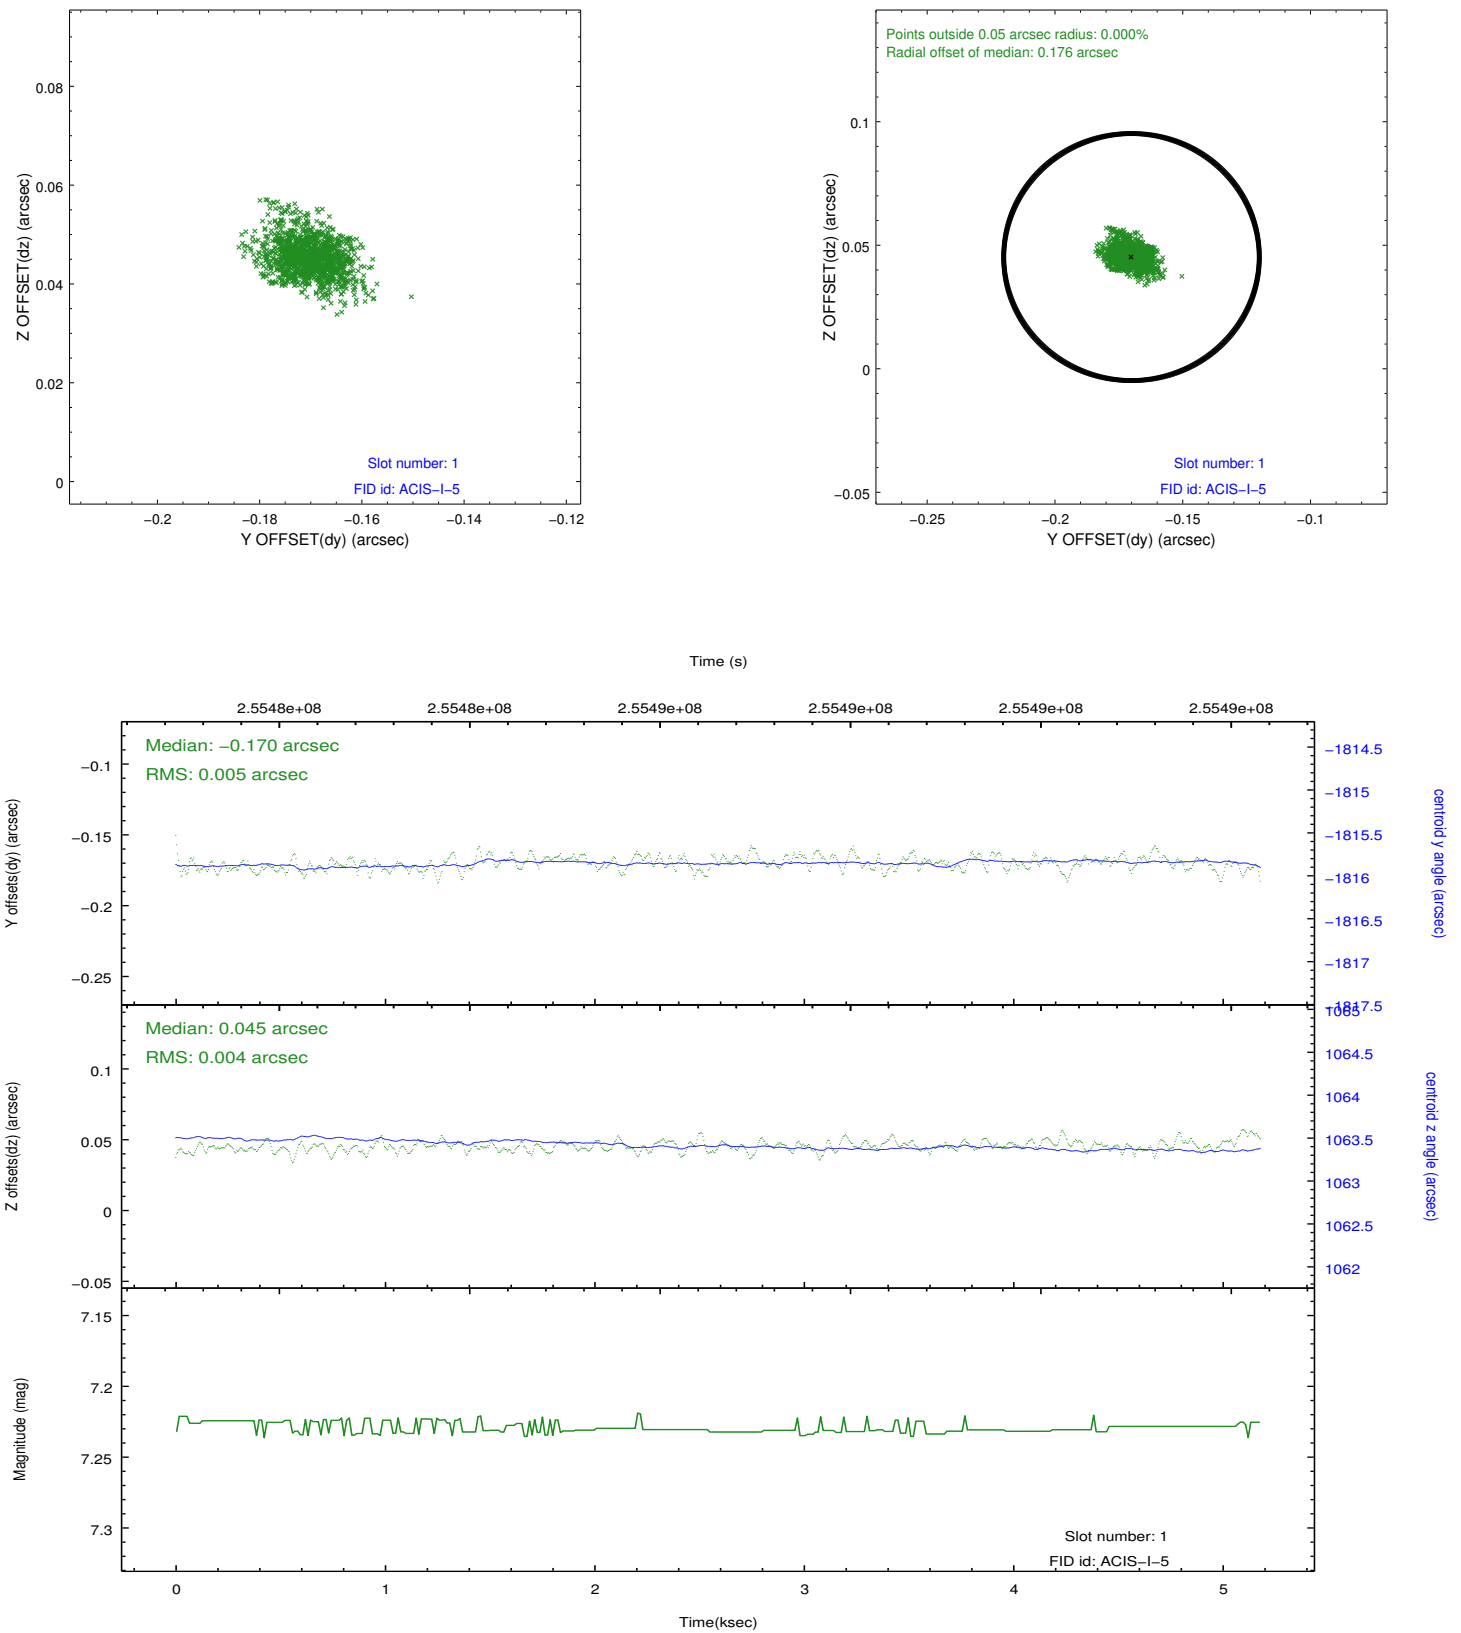 0.08
0.06
0.04
0.02
0
Z OFFSET(dz) (arcsec)
Slot number: 1
FID id: ACIS−I−5
−0.2 −0.18 −0.16 −0.14 −0.12
Y OFFSET(dy) (arcsec)
Points outside 0.05 arcsec radius: 0.000%
Radial offset of median: 0.176 arcsec
0.1
0.05
0
−0.05
Z OFFSET(dz) (arcsec)
Slot number: 1
FID id: ACIS−I−5
−0.25 −0.2 −0.15 −0.1
Y OFFSET(dy) (arcsec)
Time (s)
2.5548e+08 2.5548e+08 2.5549e+08 2.5549e+08 2.5549e+08 2.5549e+08
Median: −0.170 arcsec
RMS: 0.005 arcsec
−0.1
−0.15
−0.2
−0.25
Y offsets(dy) (arcsec)
−1814.5
−1815
−1815.5
−1816
−1816.5
−1817
−1817.5
centroid y angle (arcsec)
Median: 0.045 arcsec
RMS: 0.004 arcsec
0.1
0.05
0
−0.05
Z offsets(dz) (arcsec)
1065
1064.5
1064
1063.5
1063
1062.5
1062
centroid z angle (arcsec)
7.15
7.2
7.25
7.3
Magnitude (mag)
Slot number: 1
FID id: ACIS−I−5
0 1 2 3 4 5
Time(ksec)